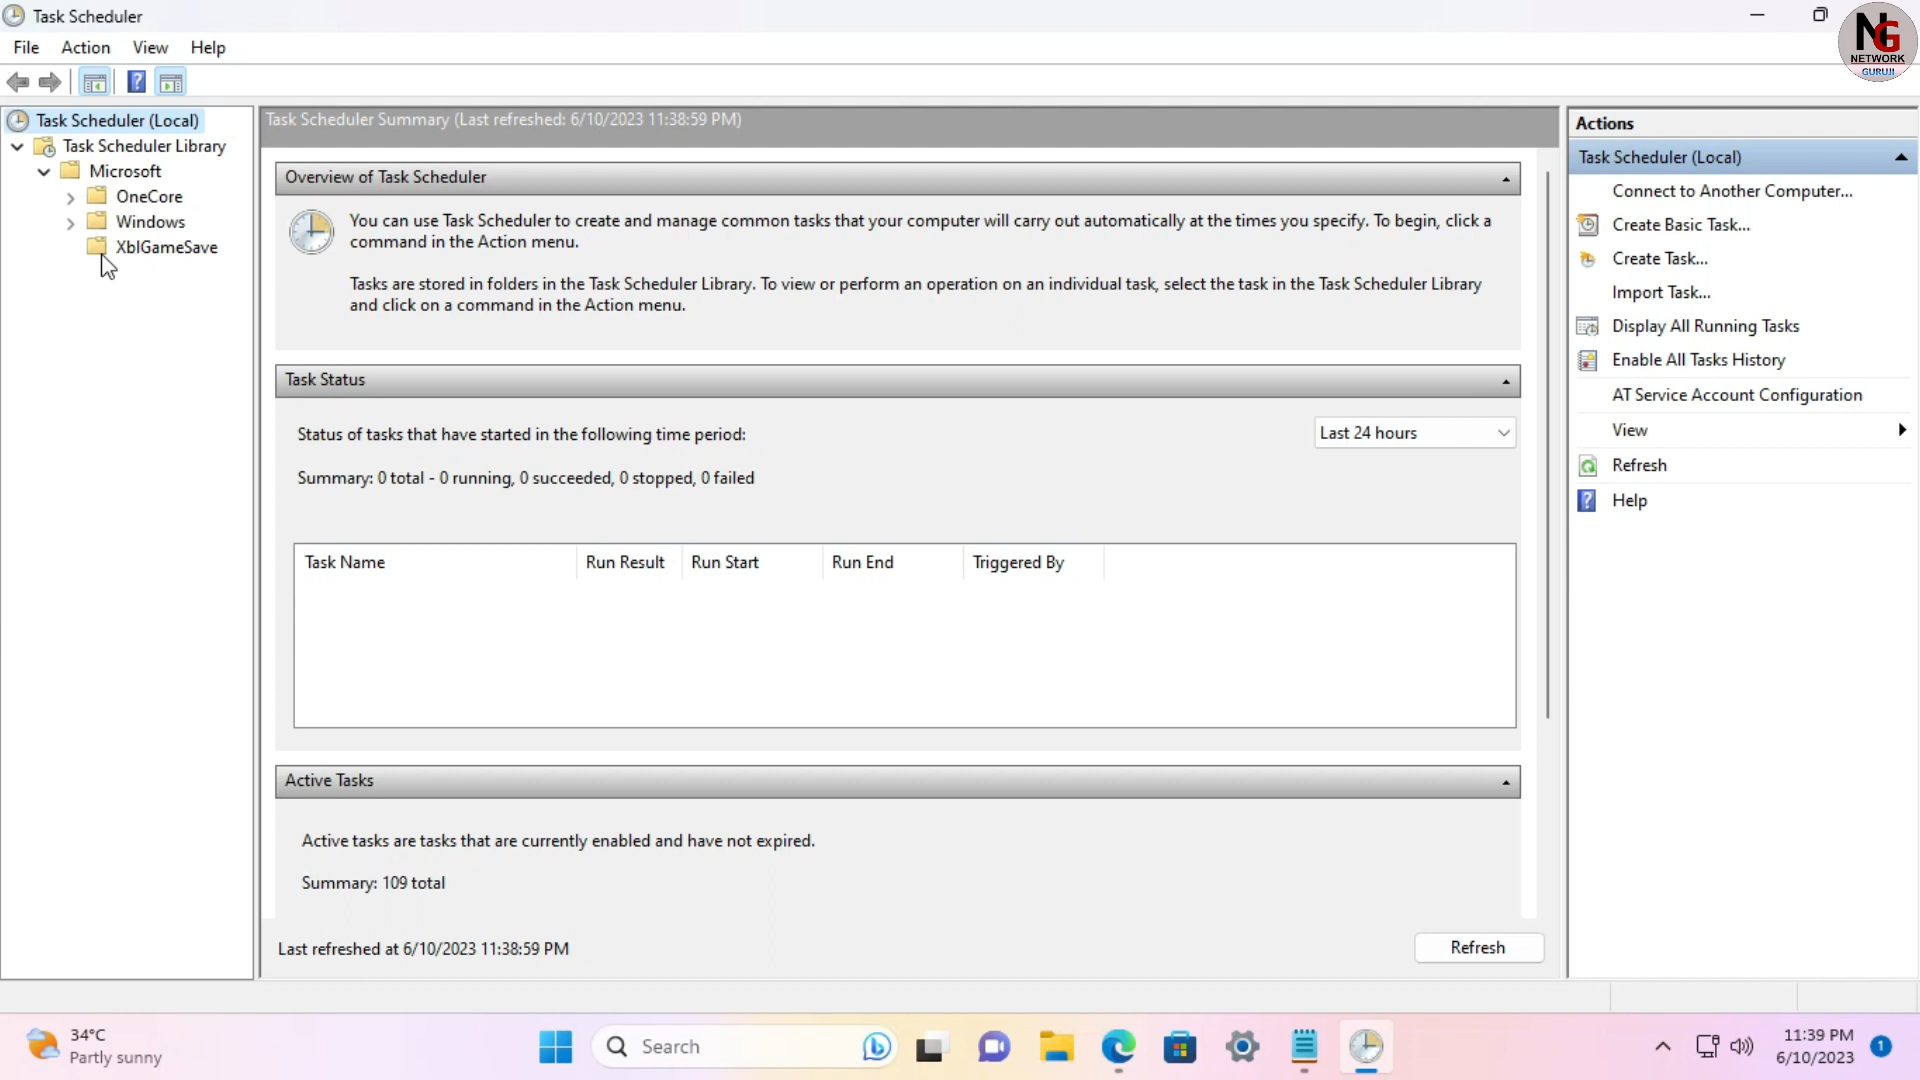 Task Scheduler
File Action View Help
NG
NETWORK
GURUJI
Task Scheduler (Local)
Task Scheduler Library
Microsoft
OneCore
Windows
XblGameSave
Task Scheduler Summary (Last refreshed: 6/10/2023 11:38:59 PM)
Overview of Task Scheduler
You can use Task Scheduler to create and manage common tasks that your computer will carry out automatically at the times you specify. To begin, click a
command in the Action menu.
Tasks are stored in folders in the Task Scheduler Library. To view or perform an operation on an individual task, select the task in the Task Scheduler Library
and click on a command in the Action menu.
Task Status
Status of tasks that have started in the following time period:
Last 24 hours
Summary: 0 total - 0 running, 0 succeeded, 0 stopped, 0 failed
Task Name Run Result Run Start Run End Triggered By
Active Tasks
Active tasks are tasks that are currently enabled and have not expired.
Summary: 109 total
Last refreshed at 6/10/2023 11:38:59 PM
Refresh
Actions
Task Scheduler (Local)
Connect to Another Computer...
Create Basic Task...
Create Task...
Import Task...
Display All Running Tasks
Enable All Tasks History
AT Service Account Configuration
View
Refresh
Help
34°C
Partly sunny
Search
11:39 PM
6/10/2023
1